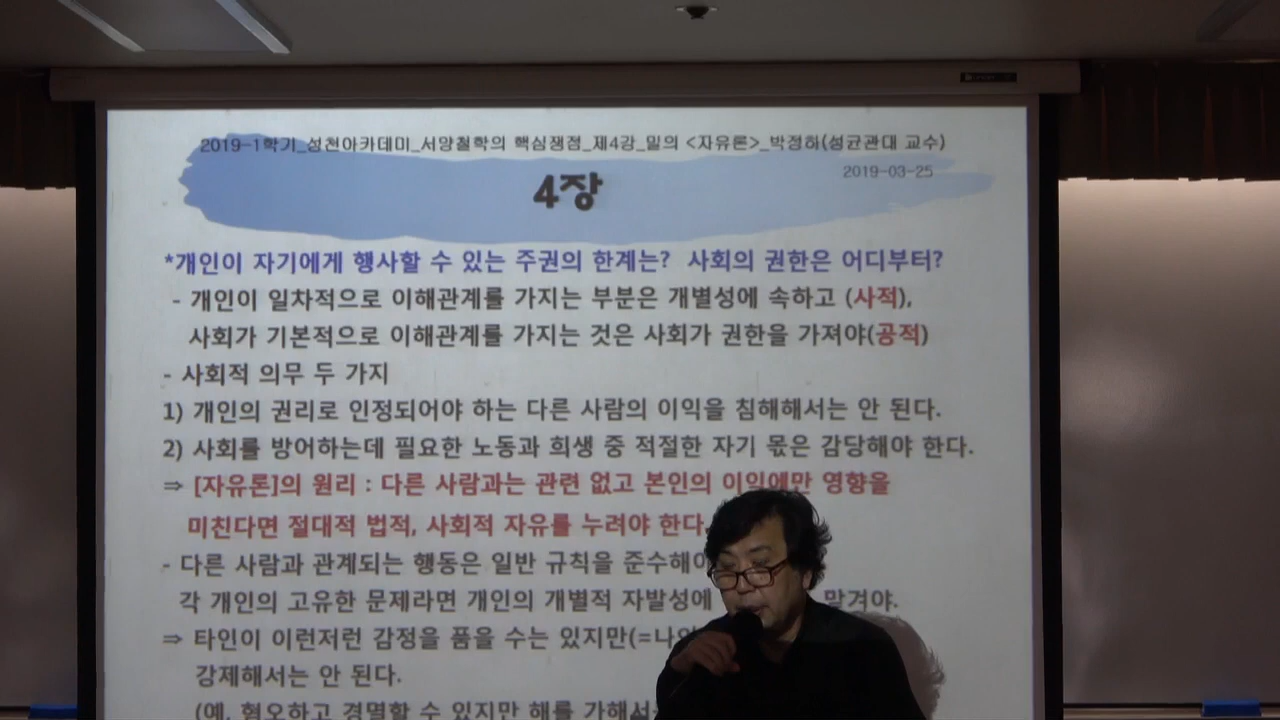 2019-1학기_성천아카데미_서양철학의 핵심쟁점_제4강_밀의 <자유론>_박정하(성균관대 교수)
2019-03-25
4장
*개인이 자기에게 행사할 수 있는 주권의 한계는? 사회의 권한은 어디부터?
- 개인이 일차적으로 이해관계를 가지는 부분은 개별성에 속하고 (사적),
사회가 기본적으로 이해관계를 가지는 것은 사회가 권한을 가져야(공적)
- 사회적 의무 두 가지
1) 개인의 권리로 인정되어야 하는 다른 사람의 이익을 침해해서는 안 된다.
2) 사회를 방어하는데 필요한 노동과 희생 중 적절한 자기 몫은 감당해야 한다.
⇒ [자유론]의 원리 : 다른 사람과는 관련 없고 본인의 이익에만 영향을
미친다면 절대적 법적, 사회적 자유를 누려야 한다.
- 다른 사람과 관계되는 행동은 일반 규칙을 준수해야
각 개인의 고유한 문제라면 개인의 개별적 자발성에 맡겨야.
⇒ 타인이 이런저런 감정을 품을 수는 있지만(=나의
강제해서는 안 된다.
(예, 혐오하고 경멸할 수 있지만 해를 가해서는